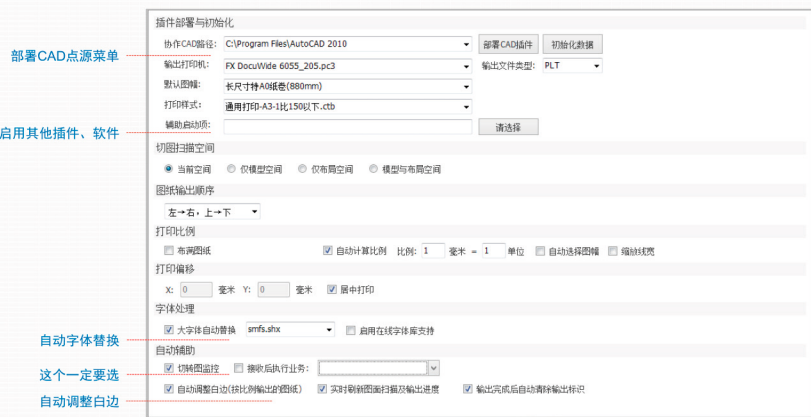 插件部署与初始化
部署CAD点源菜单
协作CAD路径: C:\Program Files\AutoCAD 2010 部署CAD插件 初始化数据
输出打印机: FX DocuWide 6055_205.pc3 输出文件类型: PLT
默认图幅: 长尺寸特A0纸卷(880mm)
打印样式: 通用打印-A3-1比150以下.ctb
启用其他插件、软件
辅助启动项: 请选择
切图扫描空间
当前空间 仅模型空间 仅布局空间 模型与布局空间
图纸输出顺序
左→右，上→下
打印比例
布满图纸 自动计算比例 比例: 1 毫米 = 1 单位 自动选择图幅 缩放线宽
打印偏移
X: 0 毫米 Y: 0 毫米 居中打印
字体处理
大字体自动替换 smfs.shx 启用在线字体库支持
自动字体替换
自动辅助
切转图监控 接收后执行业务:
这个一定要选
自动调整白边(按比例输出的图纸) 实时刷新图面扫描及输出进度 输出完成后自动清除输出标识
自动调整白边